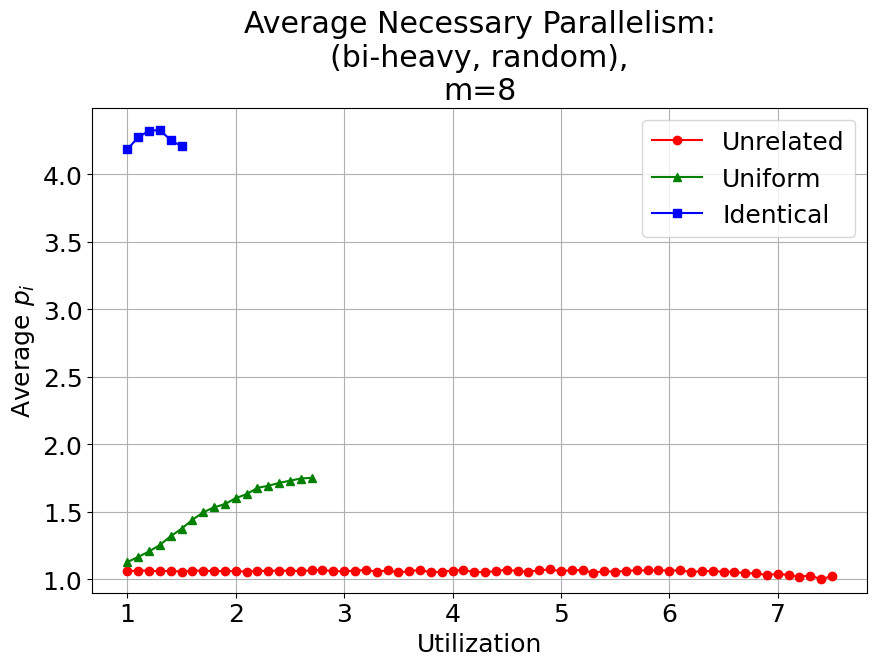 Average Necessary Parallelism:
(bi-heavy, random),
m=8
Unrelated
Uniform
Identical
Average pᵢ
4.0
3.5
3.0
2.5
2.0
1.5
1.0
1 2 3 4 5 6 7
Utilization